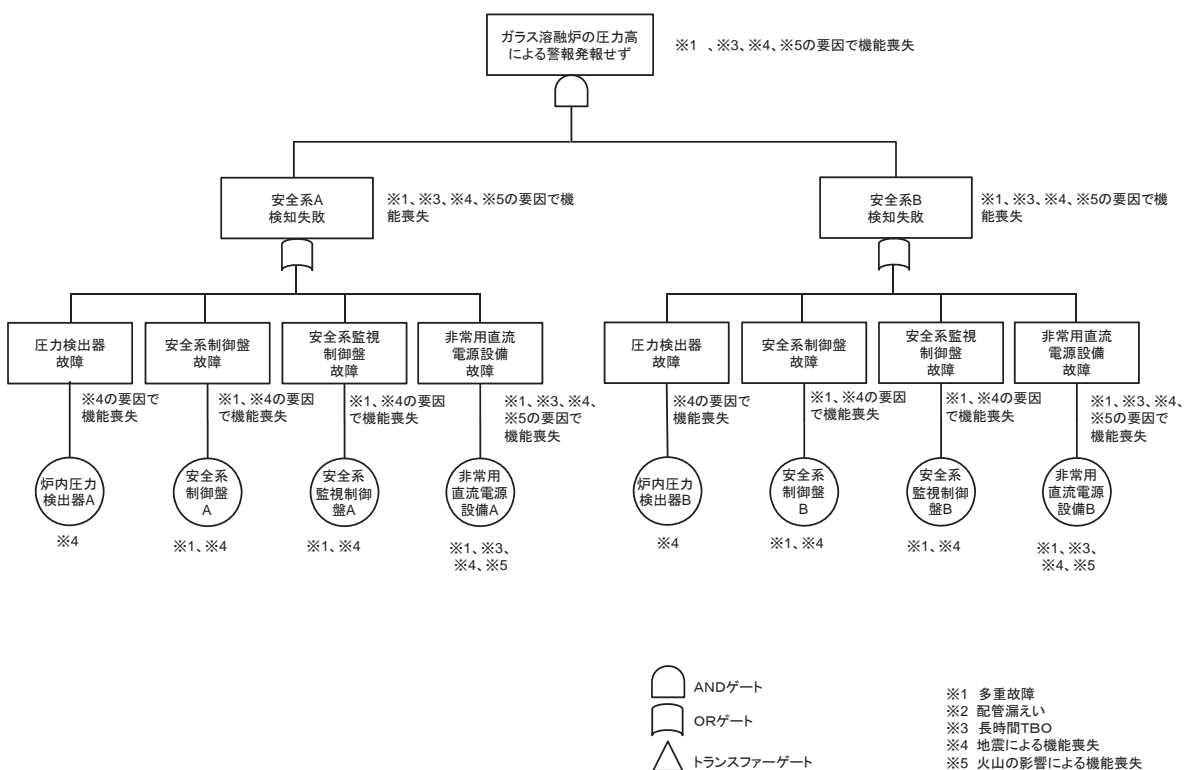 ガラス溶融炉の圧力高
による警報発報せず
※1 、※3、※4、※5の要因で機能喪失
安全系A
検知失敗
※1、※3、※4、※5の要因で機
能喪失
安全系B
検知失敗
※1、※3、※4、※5の要因で機
能喪失
圧力検出器
故障
安全系制御盤
故障
安全系監視
制御盤
故障
非常用直流
電源設備
故障
圧力検出器
故障
安全系制御盤
故障
安全系監視
制御盤
故障
非常用直流
電源設備
故障
※4の要因で
機能喪失
※1、※4の要因
で機能喪失
※1、※4の要因
で機能喪失
※1、※3、※4、
※5の要因で
機能喪失
※4の要因で
機能喪失
※1、※4の要因
で機能喪失
※1、※4の要因
で機能喪失
※1、※3、※4、
※5の要因で
機能喪失
炉内圧力
検出器A
安全系
制御盤
A
安全系
監視制御
盤A
非常用
直流電源
設備A
炉内圧力
検出器B
安全系
制御盤
B
安全系
監視制御
盤B
非常用
直流電源
設備B
※4
※1、※4
※1、※4
※1、※3、
※4、※5
※4
※1、※4
※1、※4
※1、※3、
※4、※5
ANDゲート
ORゲート
トランスファーゲート
※1 多重故障
※2 配管漏えい
※3 長時間TBO
※4 地震による機能喪失
※5 火山の影響による機能喪失